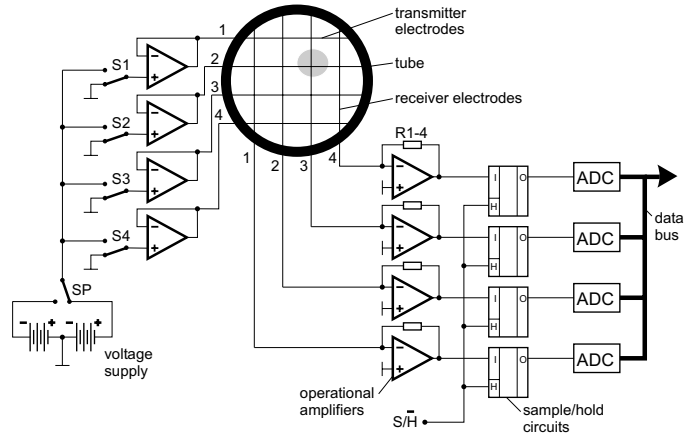 transmitter
electrodes
1
S1
2
tube
3
receiver electrodes
4
S2
R1-4
1
2
3
4
S3
I
O
ADC
H
S4
data
bus
I
O
ADC
H
SP
I
O
ADC
H
- + - +
voltage
supply
I
O
ADC
H
operational
amplifiers
S/H̅
sample/hold
circuits
- +
- +
- +
- +
- +
- +
- +
- +